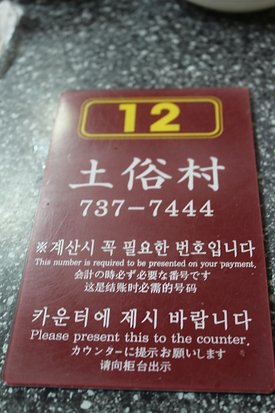 12
土俗村
737-7444
※계산시 꼭 필요한 번호입니다
This number is required to be presented on your payment.
会計の時必ず必要な番号です
这是结账时必需的号码
카운터에 제시 바랍니다
Please present this to the counter.
カウンターに提示お願いします
请向柜台出示